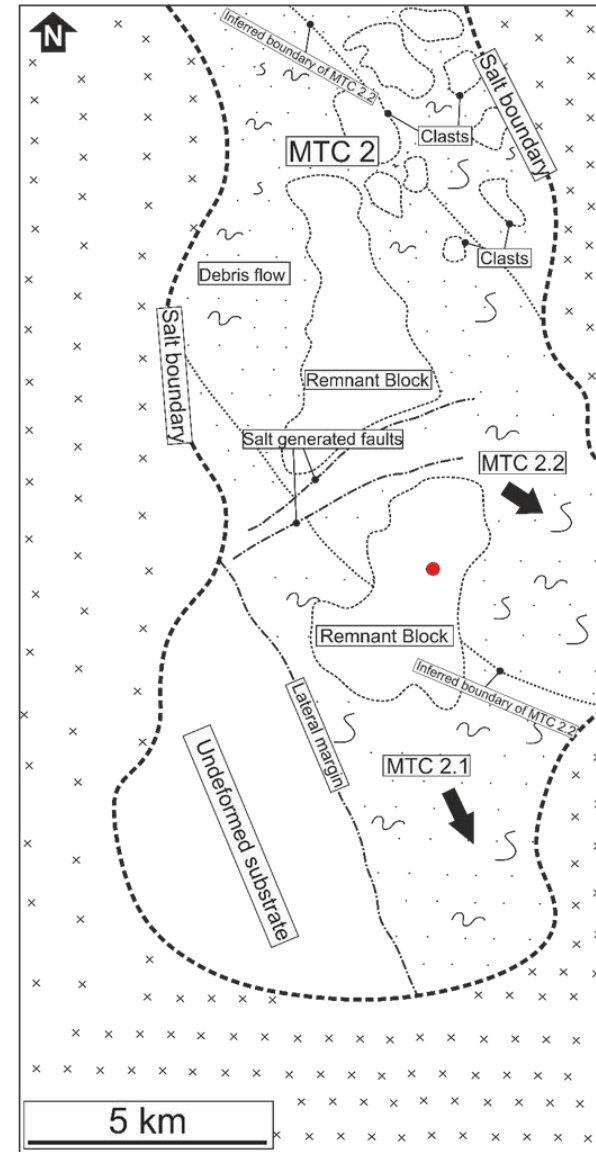 N
Inferred boundary of MTC 2.2
Salt boundary
Clasts
MTC 2
Clasts
Debris flow
Salt boundary
Remnant Block
Salt generated faults
MTC 2.2
Remnant Block
Inferred boundary of MTC 2.2
Lateral margin
MTC 2.1
Undeformed substrate
5 km